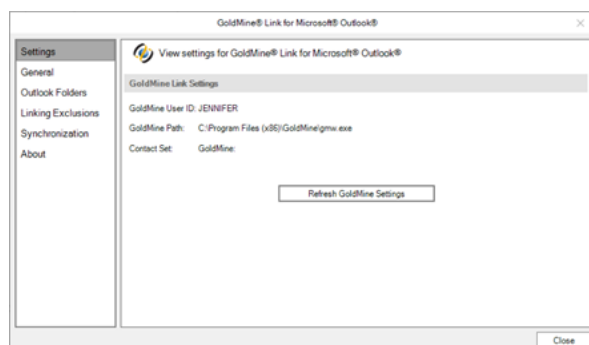 GoldMine® Link for Microsoft® Outlook®
Settings
General
Outlook Folders
Linking Exclusions
Synchronization
About
View settings for GoldMine® Link for Microsoft® Outlook®
GoldMine Link Settings
GoldMine User ID: JENNIFER
GoldMine Path: C:\Program Files (x86)\GoldMine\gmw.exe
Contact Set: GoldMine:
Refresh GoldMine Settings
Close